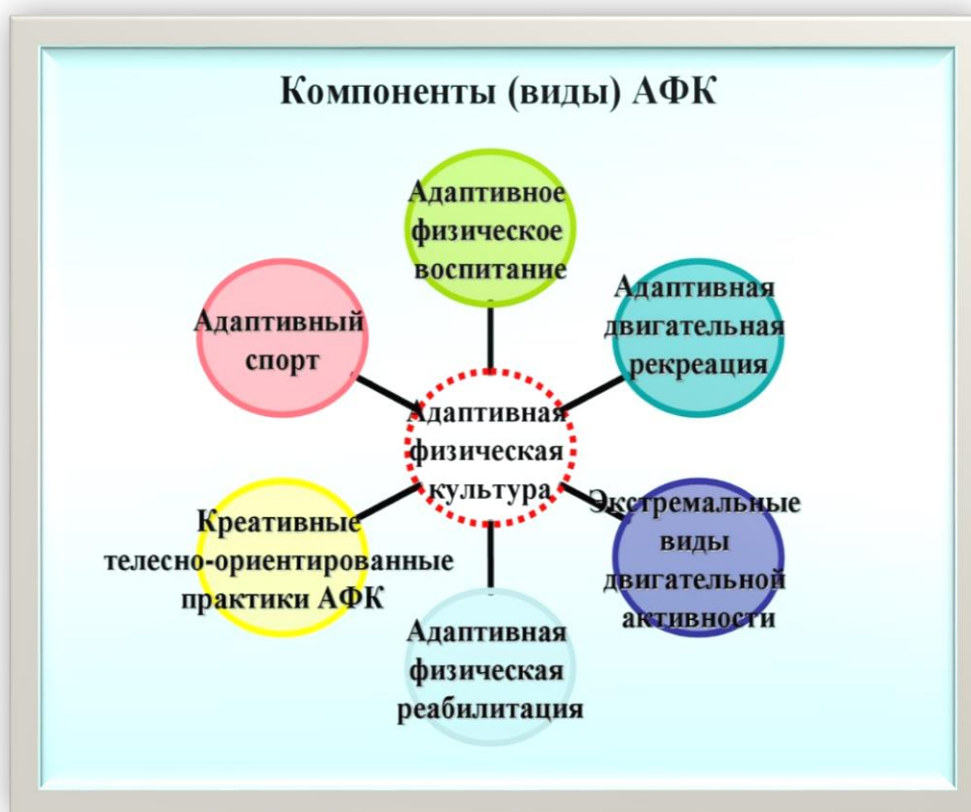 Компоненты (виды) АФК
Адаптивное
физическое
воспитание
Адаптивная
двигательная
рекреация
Экстремальные
виды
двигательной
активности
Адаптивная
физическая
реабилитация
Креативные
телесно-ориентированные
практики АФК
Адаптивный
спорт
Адаптивная
физическая
культура